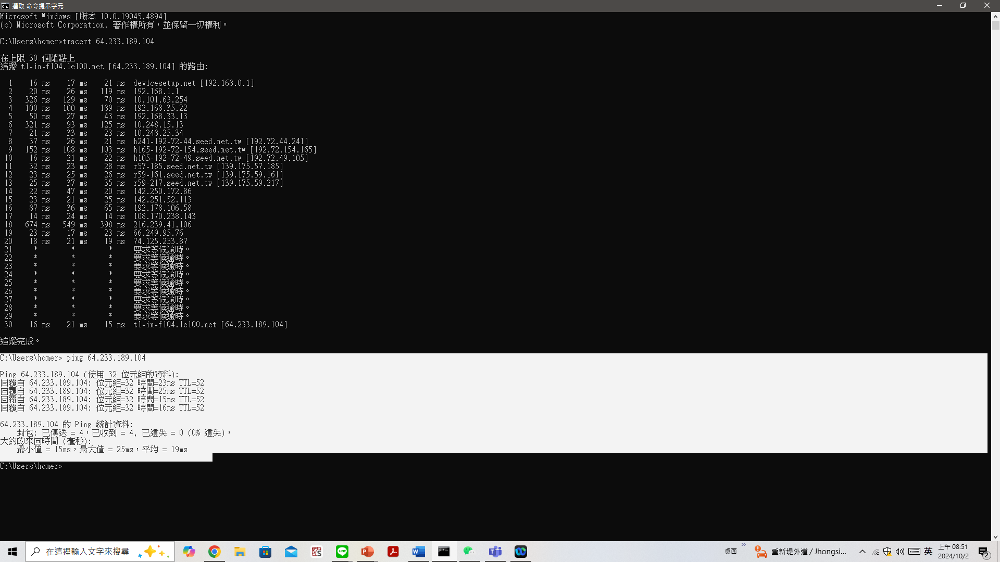 選取 命令提示字元
Microsoft Windows [版本 10.0.19045.4894]
(c) Microsoft Corporation. 著作權所有，並保留一切權利。
C:\Users\homer>tracert 64.233.189.104
在上限 30 個躍點上
追蹤 tl-in-f104.1e100.net [64.233.189.104] 的路由:
1 16 ms 17 ms 21 ms devicesetup.net [192.168.0.1]
2 20 ms 26 ms 119 ms 192.168.1.1
3 326 ms 129 ms 70 ms 10.101.63.254
4 100 ms 100 ms 189 ms 192.168.35.22
5 50 ms 27 ms 43 ms 192.168.33.13
6 321 ms 93 ms 125 ms 10.248.15.13
7 21 ms 33 ms 23 ms 10.248.25.34
8 37 ms 26 ms 21 ms h241-192-72-44.seed.net.tw [192.72.44.241]
9 152 ms 108 ms 103 ms h165-192-72-154.seed.net.tw [192.72.154.165]
10 16 ms 21 ms 22 ms h105-192-72-49.seed.net.tw [192.72.49.105]
11 32 ms 23 ms 28 ms r57-185.seed.net.tw [139.175.57.185]
12 23 ms 25 ms 26 ms r59-161.seed.net.tw [139.175.59.161]
13 25 ms 37 ms 35 ms r59-217.seed.net.tw [139.175.59.217]
14 22 ms 47 ms 20 ms 142.250.172.86
15 23 ms 21 ms 25 ms 142.251.52.113
16 87 ms 36 ms 65 ms 192.178.106.58
17 14 ms 24 ms 14 ms 108.170.238.143
18 674 ms 549 ms 398 ms 216.239.41.106
19 23 ms 17 ms 23 ms 66.249.95.76
20 18 ms 21 ms 19 ms 74.125.253.87
21 * * * 要求等候逾時。
22 * * * 要求等候逾時。
23 * * * 要求等候逾時。
24 * * * 要求等候逾時。
25 * * * 要求等候逾時。
26 * * * 要求等候逾時。
27 * * * 要求等候逾時。
28 * * * 要求等候逾時。
29 * * * 要求等候逾時。
30 16 ms 21 ms 15 ms tl-in-f104.1e100.net [64.233.189.104]
追蹤完成。
C:\Users\homer> ping 64.233.189.104
Ping 64.233.189.104 (使用 32 位元組的資料):
回覆自 64.233.189.104: 位元組=32 時間=23ms TTL=52
回覆自 64.233.189.104: 位元組=32 時間=25ms TTL=52
回覆自 64.233.189.104: 位元組=32 時間=15ms TTL=52
回覆自 64.233.189.104: 位元組=32 時間=16ms TTL=52
64.233.189.104 的 Ping 統計資料:
封包: 已傳送 = 4，已收到 = 4, 已遺失 = 0 (0% 遺失)，
大約的來回時間 (毫秒):
最小值 = 15ms，最大值 = 25ms，平均 = 19ms
C:\Users\homer>
在這裡輸入文字來搜尋
桌面
重新堤外道 / Jhongsi...
英
上午 08:51
2024/10/2
2